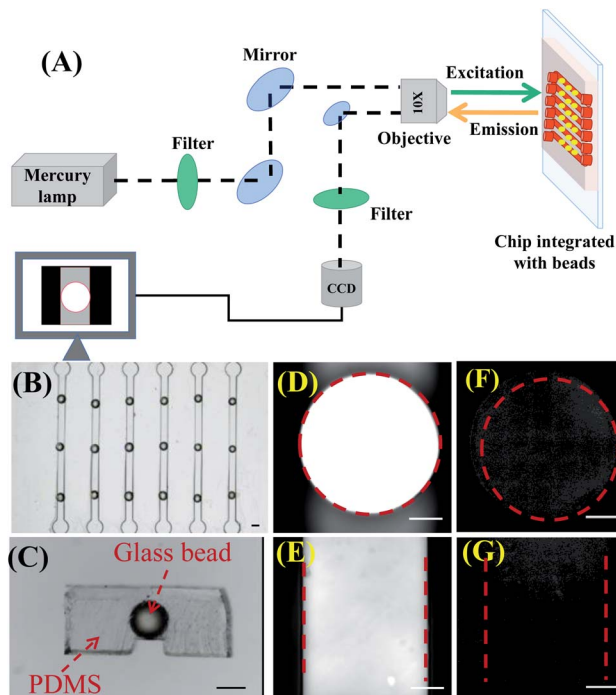 (A)
Mirror
Filter
Mercury
lamp
10X
Objective
Excitation
Emission
Filter
CCD
Chip integrated
with beads
(B)
(D)
(F)
(C)
Glass bead
PDMS
(E)
(G)